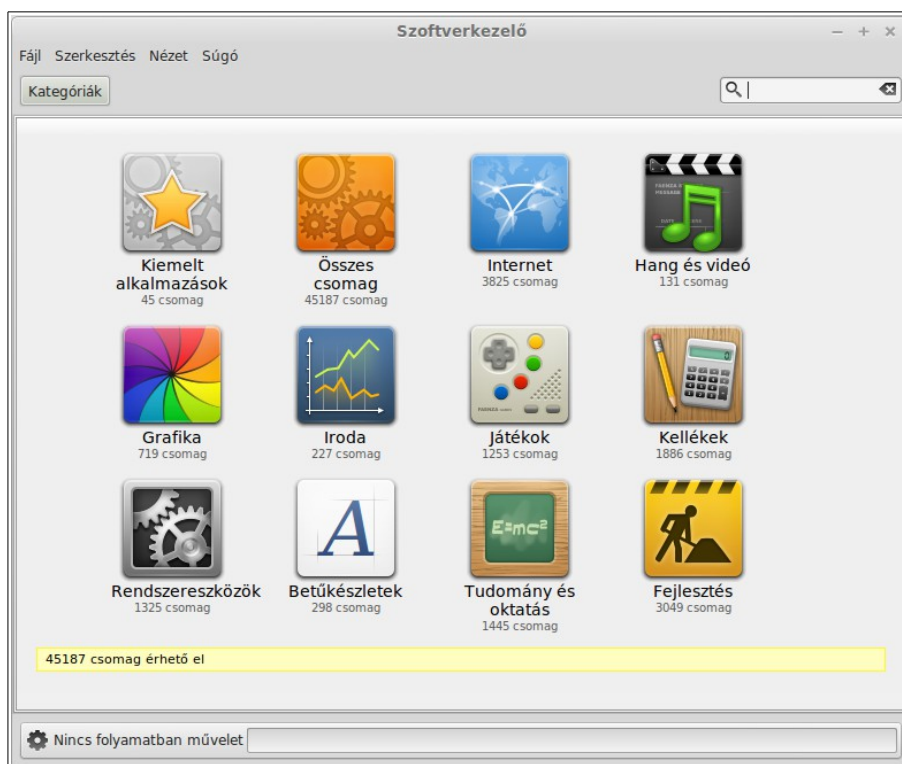 Szoftverkezelő
Fájl Szerkesztés Nézet Súgó
Kategóriák
Kiemelt alkalmazások
45 csomag
Összes csomag
45187 csomag
Internet
3825 csomag
Hang és videó
131 csomag
Grafika
719 csomag
Iroda
227 csomag
Játékok
1253 csomag
Kellékek
1886 csomag
Rendszereszközök
1325 csomag
Betűkészletek
298 csomag
E=mc²
Tudomány és oktatás
1445 csomag
Fejlesztés
3049 csomag
45187 csomag érhető el
Nincs folyamatban művelet